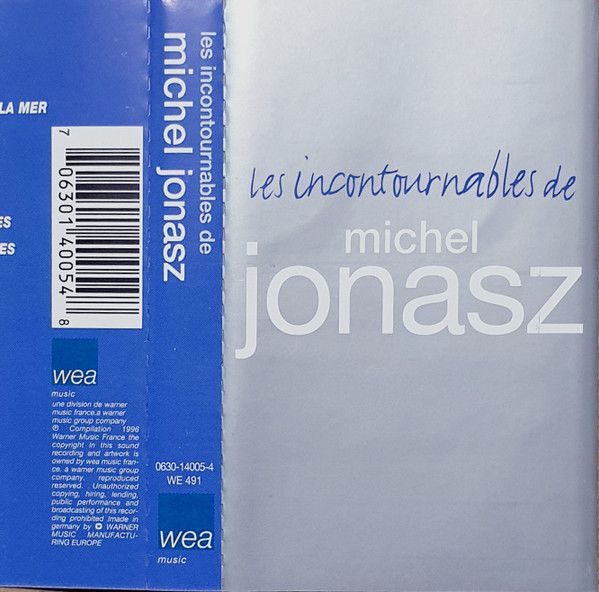 LA MER
ES
ES
7 06301 40054 8
wea
music
une division de warner
music france.a warner
music group company
℗ Compilation 1996
Warner Music France the
copyright in this sound
recording and artwork is
owned by wea music fran-
ce. a warner music group
company. reproduced
reserved. Unauthorized
copying, hiring, lending,
public performance and
broadcasting of this recor-
ding prohibited !made in
germany by WARNER
MUSIC MANUFACTU-
RING EUROPE
les incontournables de
michel jonasz
0630-14005-4
WE 491
wea
music
les incontournables de
michel
jonasz